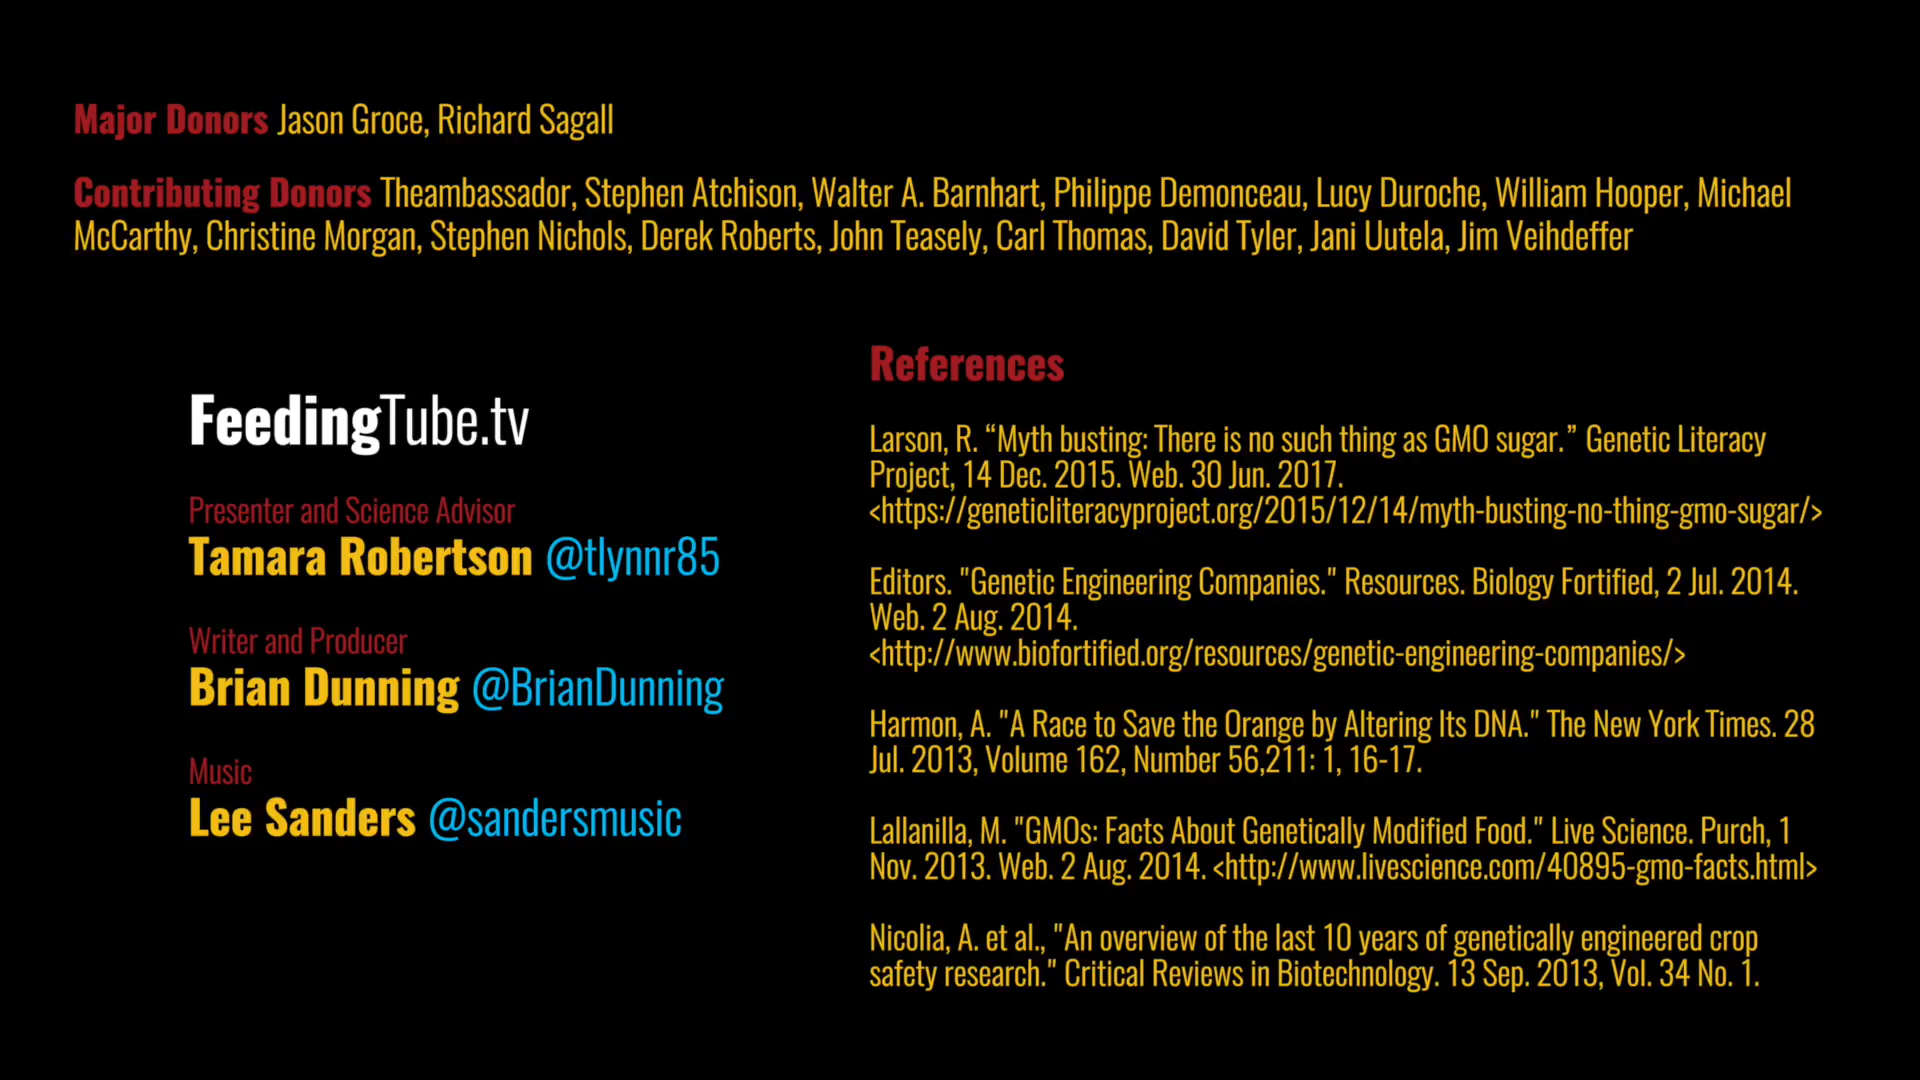 Major Donors Jason Groce, Richard Sagall
Contributing Donors Theambassador, Stephen Atchison, Walter A. Barnhart, Philippe Demonceau, Lucy Duroche, William Hooper, Michael
McCarthy, Christine Morgan, Stephen Nichols, Derek Roberts, John Teasely, Carl Thomas, David Tyler, Jani Uutela, Jim Veihdeffer
FeedingTube.tv
Presenter and Science Advisor
Tamara Robertson @tlynnr85
Writer and Producer
Brian Dunning @BrianDunning
Music
Lee Sanders @sandersmusic
References
Larson, R. “Myth busting: There is no such thing as GMO sugar.” Genetic Literacy
Project, 14 Dec. 2015. Web. 30 Jun. 2017.
<https://geneticliteracyproject.org/2015/12/14/myth-busting-no-thing-gmo-sugar/>
Editors. "Genetic Engineering Companies." Resources. Biology Fortified, 2 Jul. 2014.
Web. 2 Aug. 2014.
<http://www.biofortified.org/resources/genetic-engineering-companies/>
Harmon, A. "A Race to Save the Orange by Altering Its DNA." The New York Times. 28
Jul. 2013, Volume 162, Number 56,211: 1, 16-17.
Lallanilla, M. "GMOs: Facts About Genetically Modified Food." Live Science. Purch, 1
Nov. 2013. Web. 2 Aug. 2014. <http://www.livescience.com/40895-gmo-facts.html>
Nicolia, A. et al., "An overview of the last 10 years of genetically engineered crop
safety research." Critical Reviews in Biotechnology. 13 Sep. 2013, Vol. 34 No. 1.